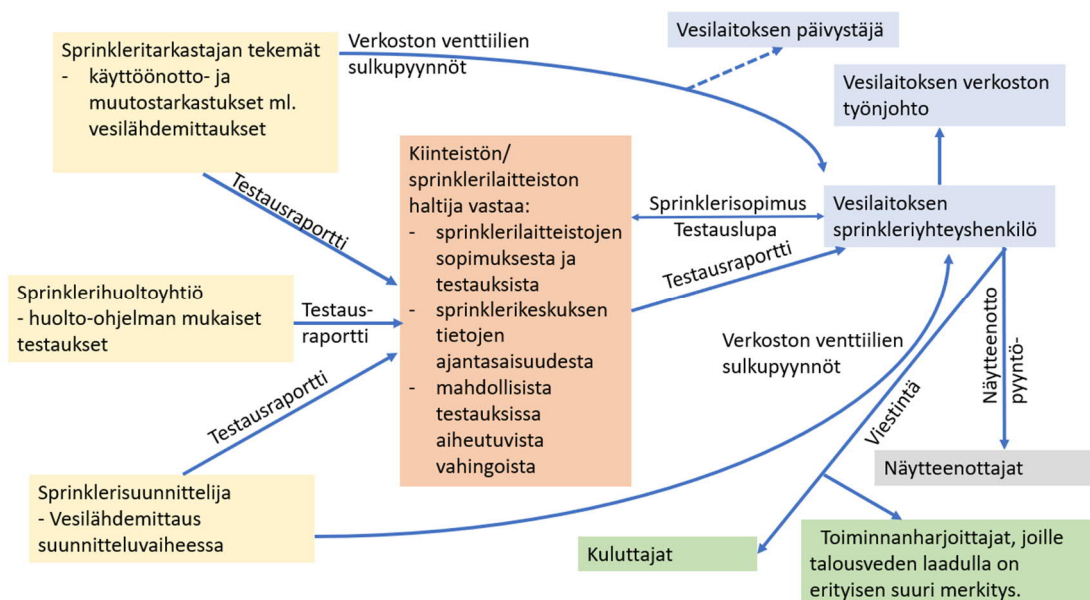 Sprinkleritarkastajan tekemät
- käyttöönotto- ja
muutostarkastukset ml.
vesilähdemittaukset
Verkoston venttiilien
sulkupyynnöt
Vesilaitoksen päivystäjä
Vesilaitoksen verkoston
työnjohto
Testausraportti
Kiinteistön/
sprinklerilaitteiston
haltija vastaa:
- sprinklerilaitteistojen
sopimuksesta ja
testauksista
- sprinklerikeskuksen
tietojen
ajantasaisuudesta
- mahdollisista
testauksissa
aiheutuvista
vahingoista
Sprinklerisopimus
Testauslupa
Vesilaitoksen
sprinkleriyhteyshenkilö
Testausraportti
Sprinklerihuoltoyhtiö
- huolto-ohjelman mukaiset
testaukset
Testaus-
raportti
Verkoston venttiilien
sulkupyynnöt
Näytteenotto
pyyntö-
Viestintä
Testausraportti
Näytteenottajat
Sprinklerisuunnittelija
- Vesilähdemittaus
suunnitteluvaiheessa
Kuluttajat
Toiminnanharjoittajat, joille
talousveden laadulla on
erityisen suuri merkitys.